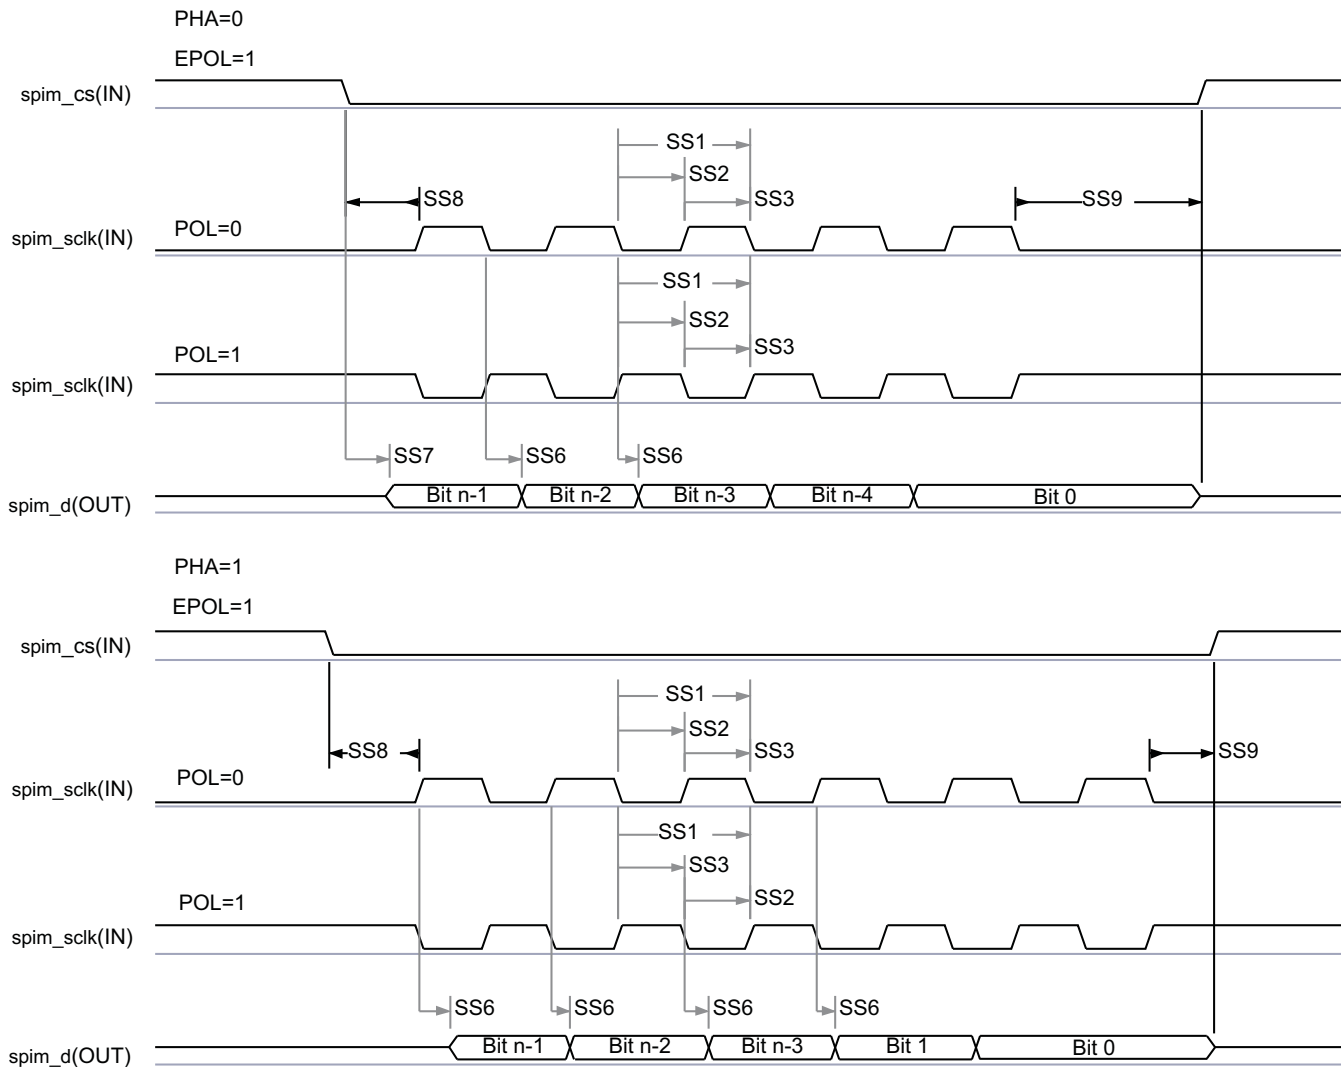 PHA=0
EPOL=1
spim_cs(IN)
SS1
SS2
SS8
SS3
SS9
POL=0
spim_sclk(IN)
SS1
SS2
SS3
POL=1
spim_sclk(IN)
SS7
SS6
SS6
spim_d(OUT)
Bit n-1
Bit n-2
Bit n-3
Bit n-4
Bit 0
PHA=1
EPOL=1
spim_cs(IN)
SS1
SS2
SS8
SS3
SS9
POL=0
spim_sclk(IN)
SS1
SS3
SS2
POL=1
spim_sclk(IN)
SS6
SS6
SS6
SS6
spim_d(OUT)
Bit n-1
Bit n-2
Bit n-3
Bit 1
Bit 0